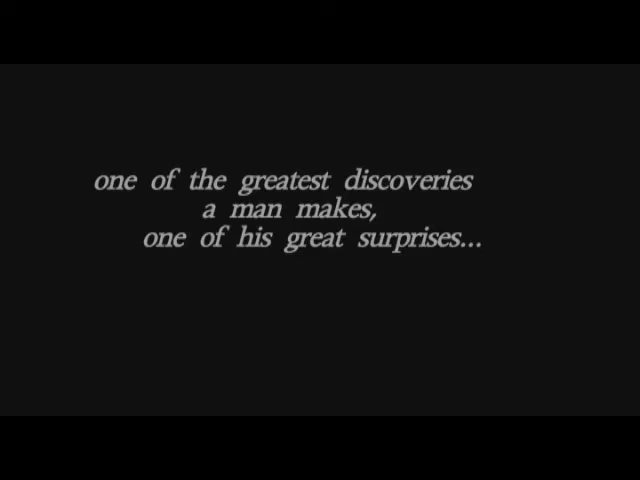 one of the greatest discoveries
a man makes,
one of his great surprises...